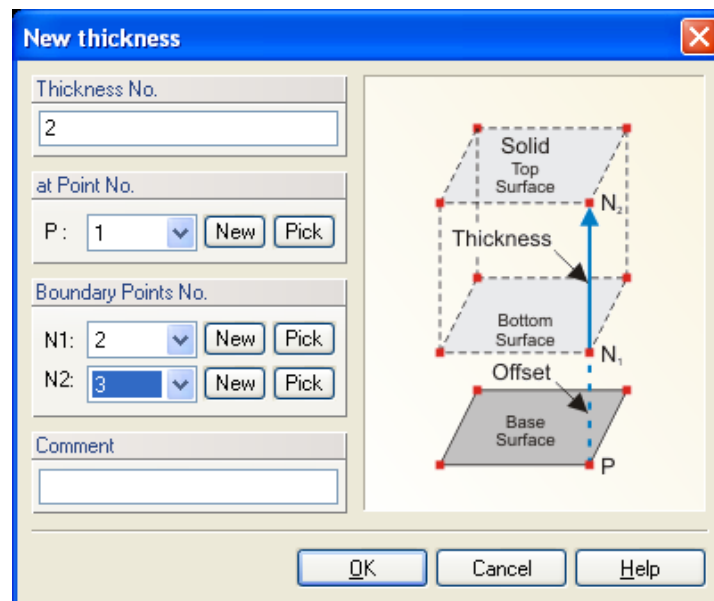 New thickness
Thickness No.
2
at Point No.
P : 1 New Pick
Boundary Points No.
N1: 2 New Pick
N2: 3 New Pick
Comment
Solid
Top
Surface
N2
Thickness
Bottom
Surface
N1
Offset
Base
Surface
P
OK Cancel Help